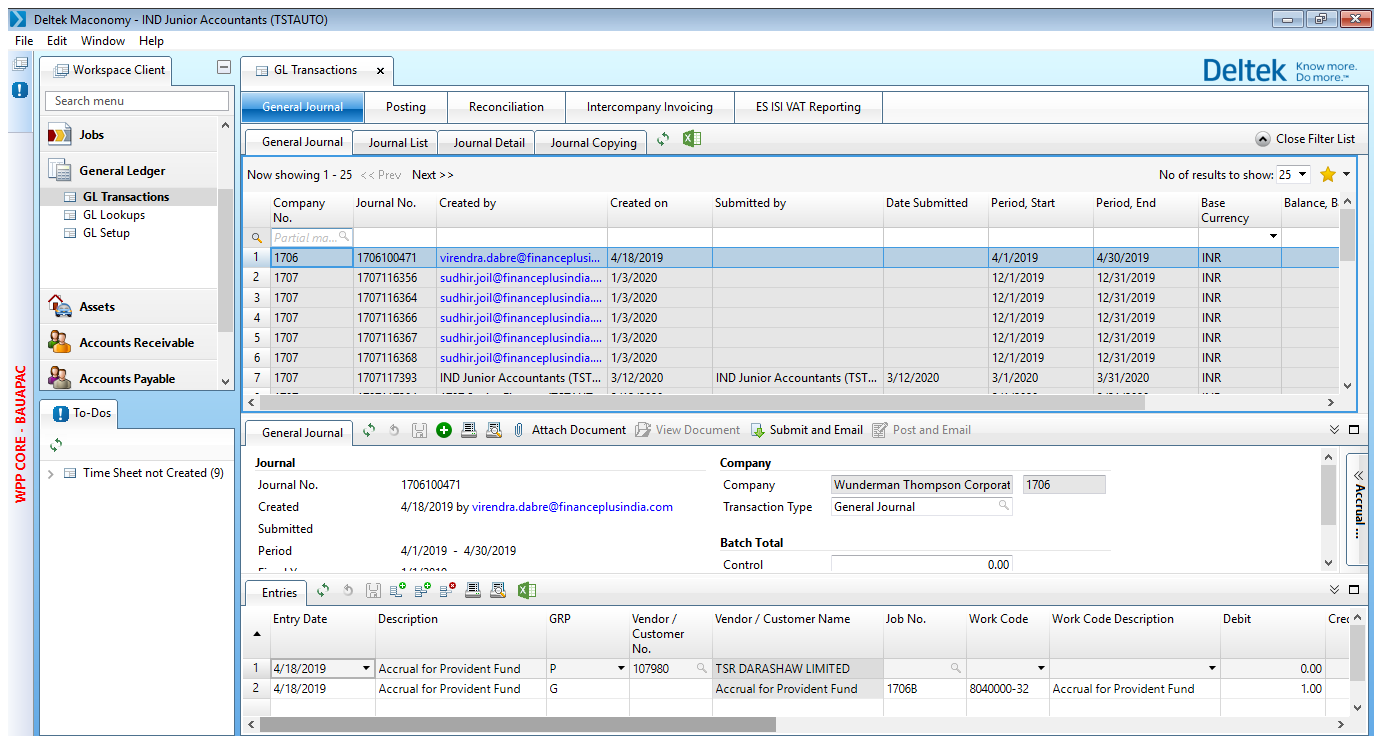 Deltek Maconomy - IND Junior Accountants (TSTAUTO)
File Edit Window Help
Workspace Client
Search menu
Jobs
General Ledger
GL Transactions
GL Lookups
GL Setup
Assets
Accounts Receivable
Accounts Payable
To-Dos
Time Sheet not Created (9)
WPP CORE - BAUAPAC
GL Transactions
Deltek Know more.
Do more.™
General Journal Posting Reconciliation Intercompany Invoicing ES ISI VAT Reporting
General Journal Journal List Journal Detail Journal Copying Close Filter List
Now showing 1 - 25 << Prev Next >> No of results to show: 25
Company No. Journal No. Created by Created on Submitted by Date Submitted Period, Start Period, End Base Currency Balance, B
Partial ma...
1 1706 1706100471 virendra.dabre@financeplusi... 4/18/2019 4/1/2019 4/30/2019 INR
2 1707 1707116356 sudhir.joil@financeplusindia.... 1/3/2020 12/1/2019 12/31/2019 INR
3 1707 1707116364 sudhir.joil@financeplusindia.... 1/3/2020 12/1/2019 12/31/2019 INR
4 1707 1707116366 sudhir.joil@financeplusindia.... 1/3/2020 12/1/2019 12/31/2019 INR
5 1707 1707116367 sudhir.joil@financeplusindia.... 1/3/2020 12/1/2019 12/31/2019 INR
6 1707 1707116368 sudhir.joil@financeplusindia.... 1/3/2020 12/1/2019 12/31/2019 INR
7 1707 1707117393 IND Junior Accountants (TST... 3/12/2020 IND Junior Accountants (TST... 3/12/2020 3/1/2020 3/31/2020 INR
General Journal Attach Document View Document Submit and Email Post and Email
Journal
Journal No. 1706100471
Created 4/18/2019 by virendra.dabre@financeplusindia.com
Submitted
Period 4/1/2019 - 4/30/2019
Company
Company Wunderman Thompson Corporat 1706
Transaction Type General Journal
Batch Total
Control 0.00
Accrual ...
Entries
Entry Date Description GRP Vendor / Customer No. Vendor / Customer Name Job No. Work Code Work Code Description Debit Cre
1 4/18/2019 Accrual for Provident Fund P 107980 TSR DARASHAW LIMITED 0.00
2 4/18/2019 Accrual for Provident Fund G Accrual for Provident Fund 1706B 8040000-32 Accrual for Provident Fund 1.00